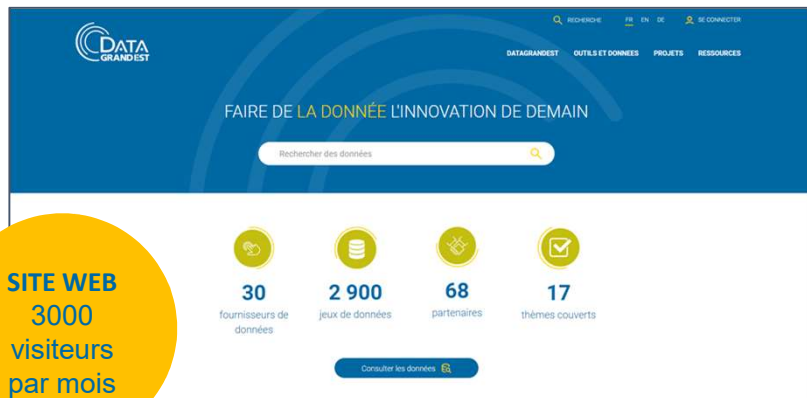 RECHERCHE FR EN DE SE CONNECTER
DATA
GRAND EST
DATAGRANDEST OUTILS ET DONNEES PROJETS RESSOURCES
FAIRE DE LA DONNÉE L'INNOVATION DE DEMAIN
Rechercher des données
30
fournisseurs de
données
2 900
jeux de données
68
partenaires
17
thèmes couverts
Consulter les données
SITE WEB
3000
visiteurs
par mois